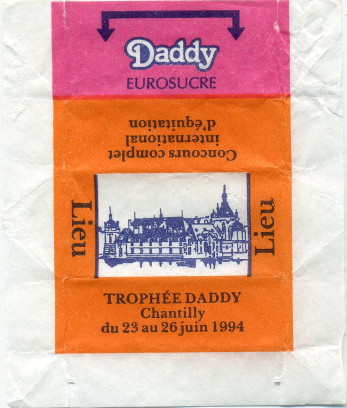 Daddy
EUROSUCRE
Concours complet
international
d'équitation
Lieu
Lieu
TROPHÉE DADDY
Chantilly
du 23 au 26 juin 1994